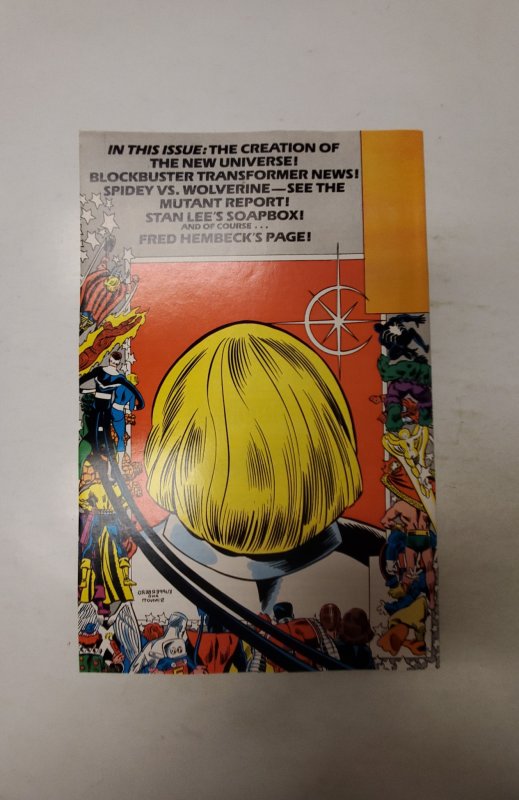 IN THIS ISSUE: THE CREATION OF
THE NEW UNIVERSE!
BLOCKBUSTER TRANSFORMER NEWS!
SPIDEY VS. WOLVERINE—SEE THE
MUTANT REPORT!
STAN LEE'S SOAPBOX!
AND OF COURSE . . .
FRED HEMBECK'S PAGE!